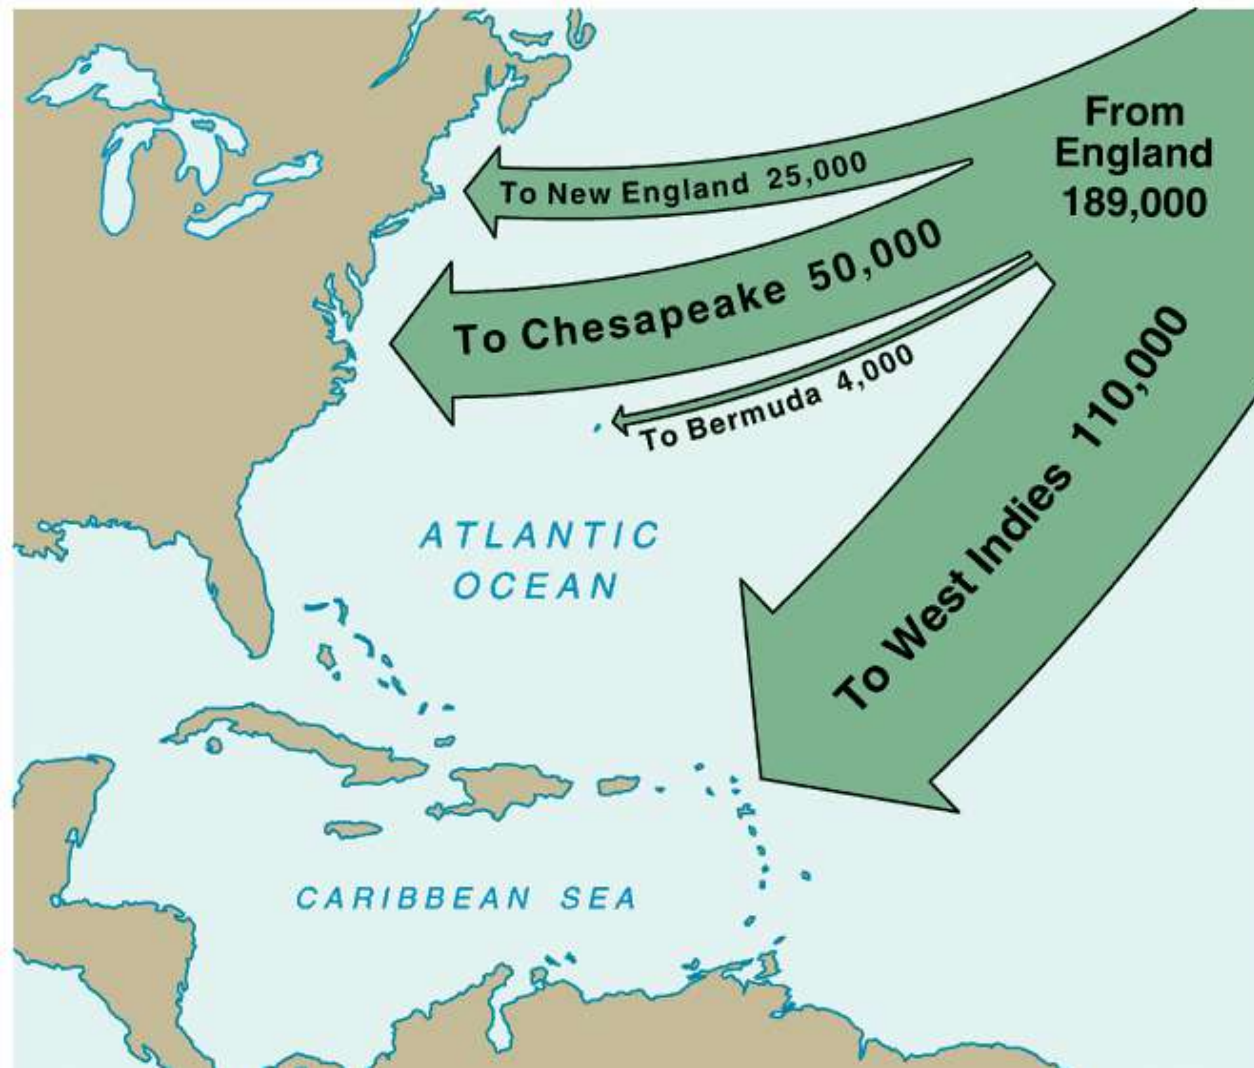 From
England
189,000
To New England 25,000
To Chesapeake 50,000
To Bermuda 4,000
To West Indies 110,000
ATLANTIC
OCEAN
CARIBBEAN SEA